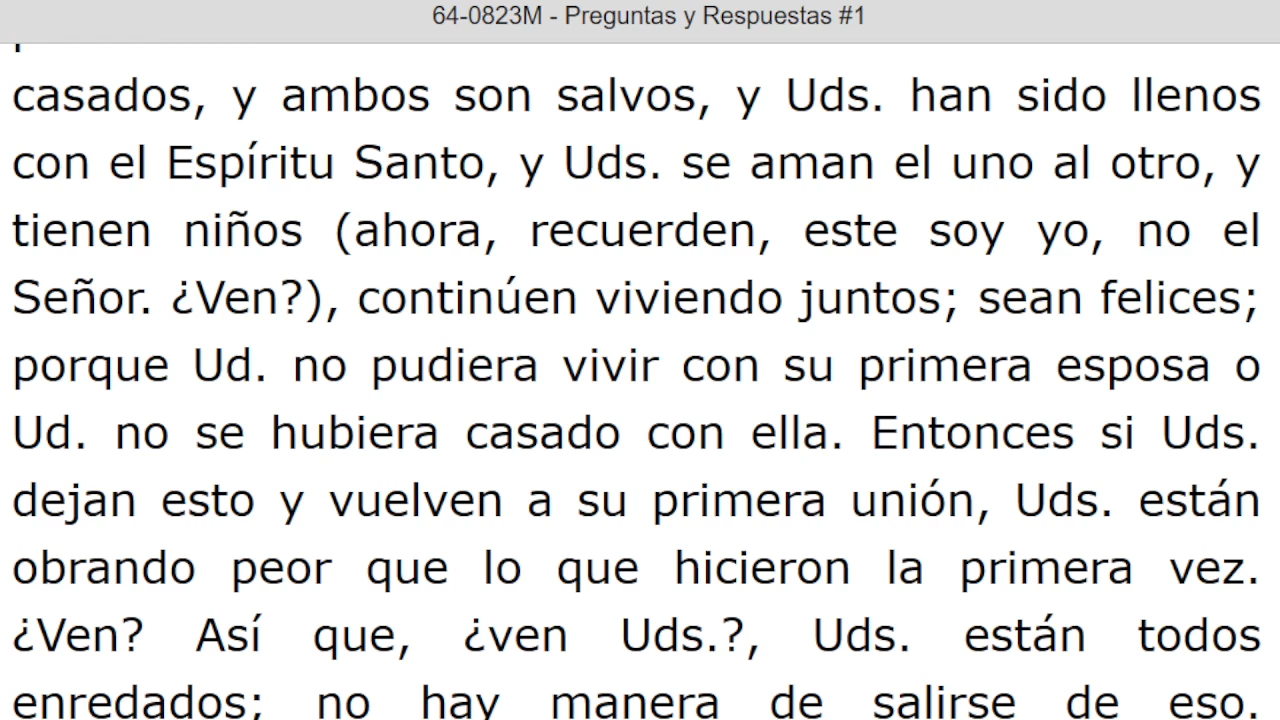 64-0823M - Preguntas y Respuestas #1
casados, y ambos son salvos, y Uds. han sido llenos
con el Espíritu Santo, y Uds. se aman el uno al otro, y
tienen niños (ahora, recuerden, este soy yo, no el
Señor. ¿Ven?), continúen viviendo juntos; sean felices;
porque Ud. no pudiera vivir con su primera esposa o
Ud. no se hubiera casado con ella. Entonces si Uds.
dejan esto y vuelven a su primera unión, Uds. están
obrando peor que lo que hicieron la primera vez.
¿Ven? Así que, ¿ven Uds.?, Uds. están todos
enredados; no hay manera de salirse de eso.